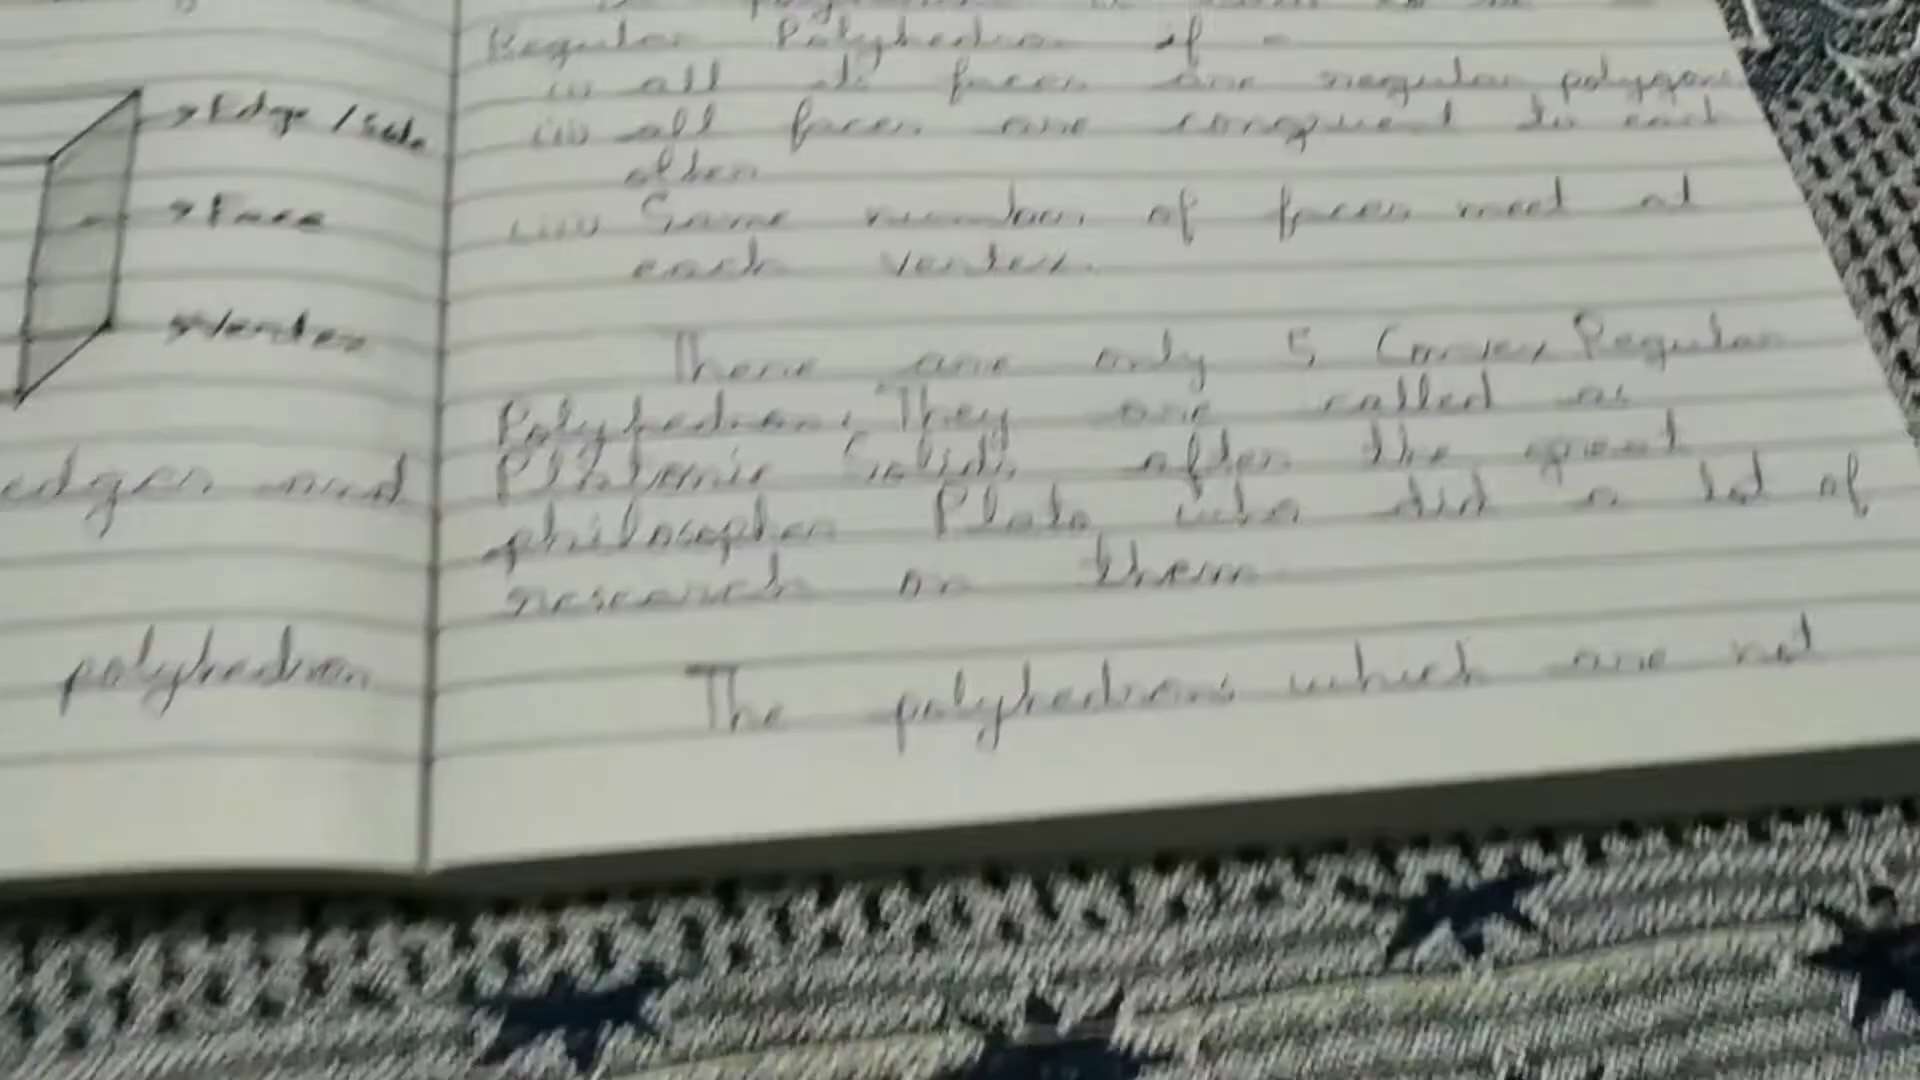 Edge / Side
Face
Vertex
edges and
polyhedron
Regular Polyhedron if -
(i) all its faces are regular polygons
(ii) all faces are congruent to each
other
(iii) Same number of faces meet at
each vertex.
There are only 5 Convex Regular
Polyhedrons. They are called as
Platonic Solids after the great
philosopher Plato who did a lot of
research on them
The polyhedrons which are not